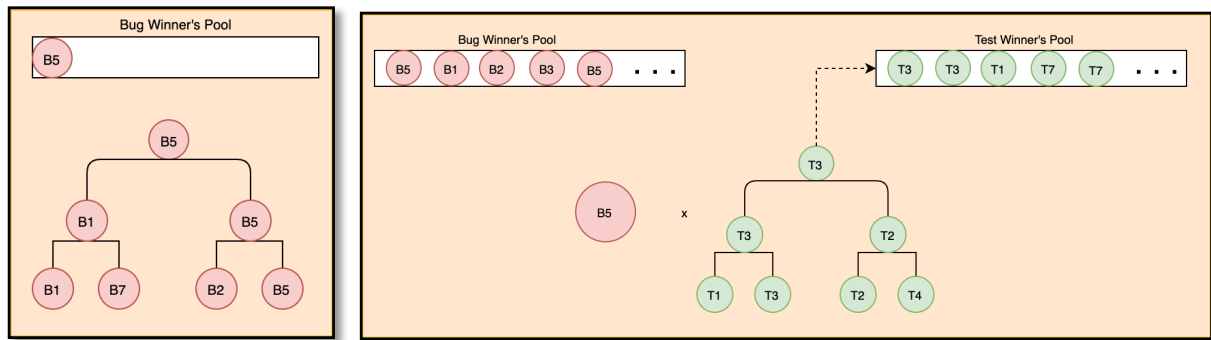 Bug Winner's Pool
B5
B5
B1 B5
B1 B7 B2 B5
Bug Winner's Pool
B5 B1 B2 B3 B5 . . .
Test Winner's Pool
T3 T3 T1 T7 T7 . . .
T3
B5 x
T3 T2
T1 T3 T2 T4